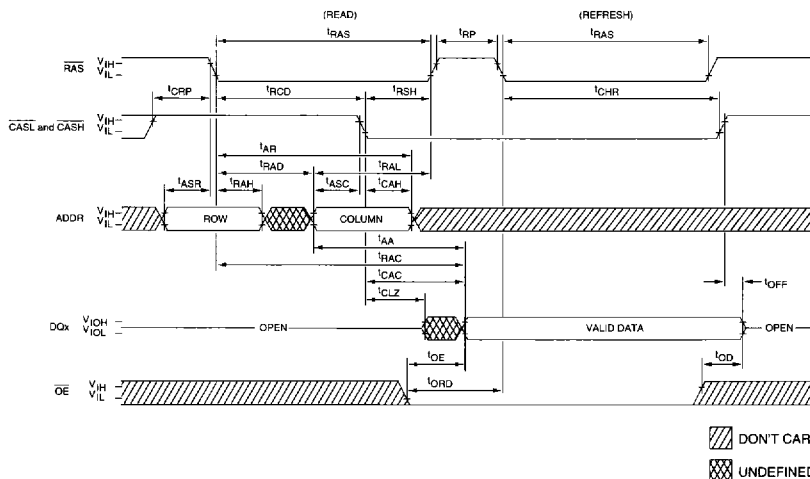 (READ) (REFRESH)
tRAS tRP tRAS
RAS VIH
VIL
tCRP tRCD tRSH tCHR
CASL and CASH VIH
VIL
tAR
tRAD tRAL
tASR tRAH tASC tCAH
ADDR VIH
VIL
ROW COLUMN
tAA
tRAC
tCAC
tCLZ tOFF
DQx VIOH
VIOL
OPEN VALID DATA OPEN
tOE tOD
tORD
OE VIH
VIL
DON'T CAR
UNDEFINED